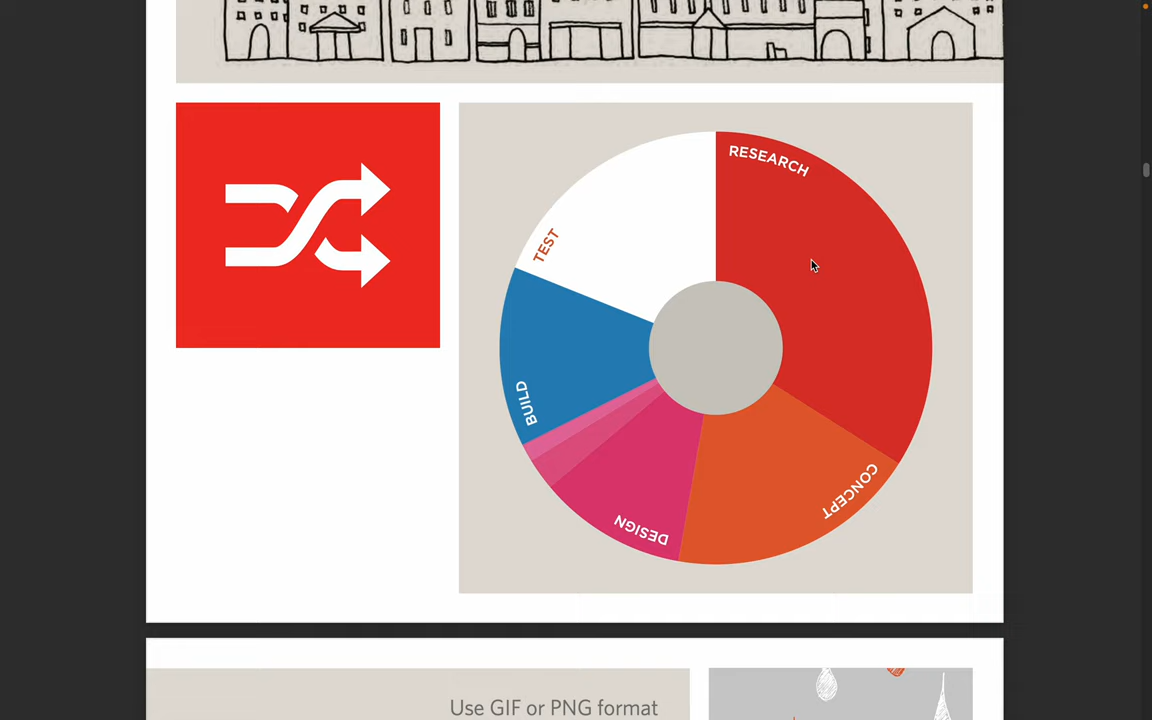 RESEARCH
TEST
BUILD
CONCEPT
DESIGN
Use GIF or PNG format